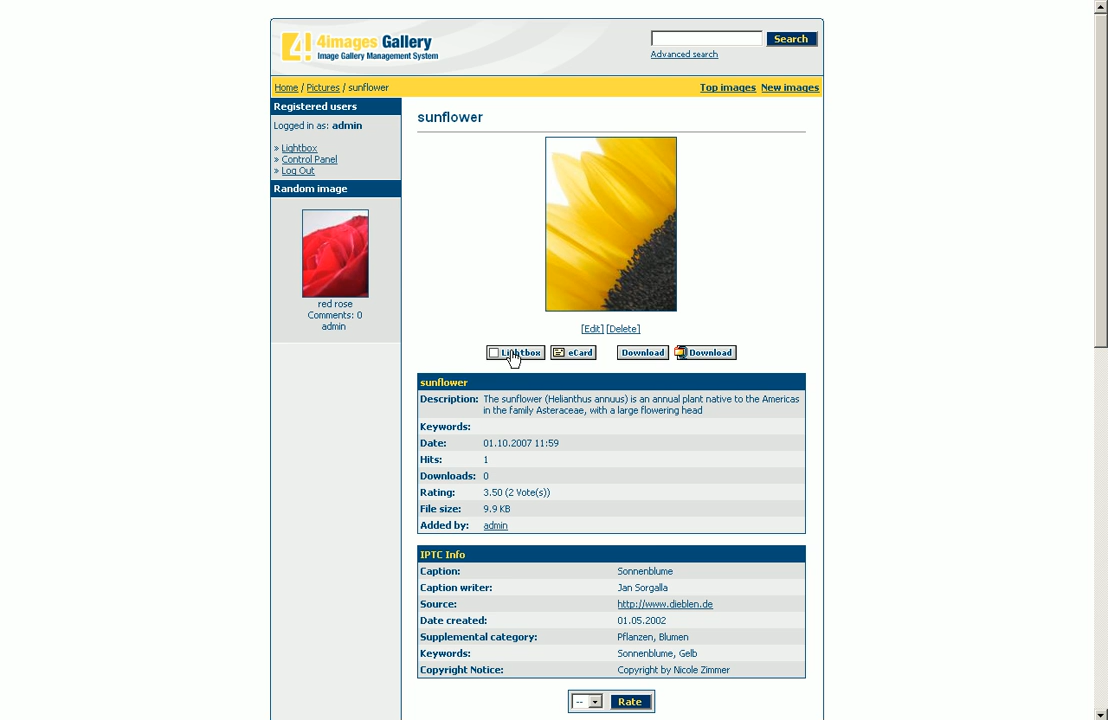 4! 4images Gallery
Image Gallery Management System
Search
Advanced search
Home / Pictures / sunflower
Top images New images
Registered users
Logged in as: admin
» Lightbox
» Control Panel
» Log Out
Random image
red rose
Comments: 0
admin
sunflower
[Edit] [Delete]
Lightbox eCard Download Download
sunflower
Description: The sunflower (Helianthus annuus) is an annual plant native to the Americas
in the family Asteraceae, with a large flowering head
Keywords:
Date: 01.10.2007 11:59
Hits: 1
Downloads: 0
Rating: 3.50 (2 Vote(s))
File size: 9.9 KB
Added by: admin
IPTC Info
Caption: Sonnenblume
Caption writer: Jan Sorgalla
Source: http://www.dieblen.de
Date created: 01.05.2002
Supplemental category: Pflanzen, Blumen
Keywords: Sonnenblume, Gelb
Copyright Notice: Copyright by Nicole Zimmer
-- Rate